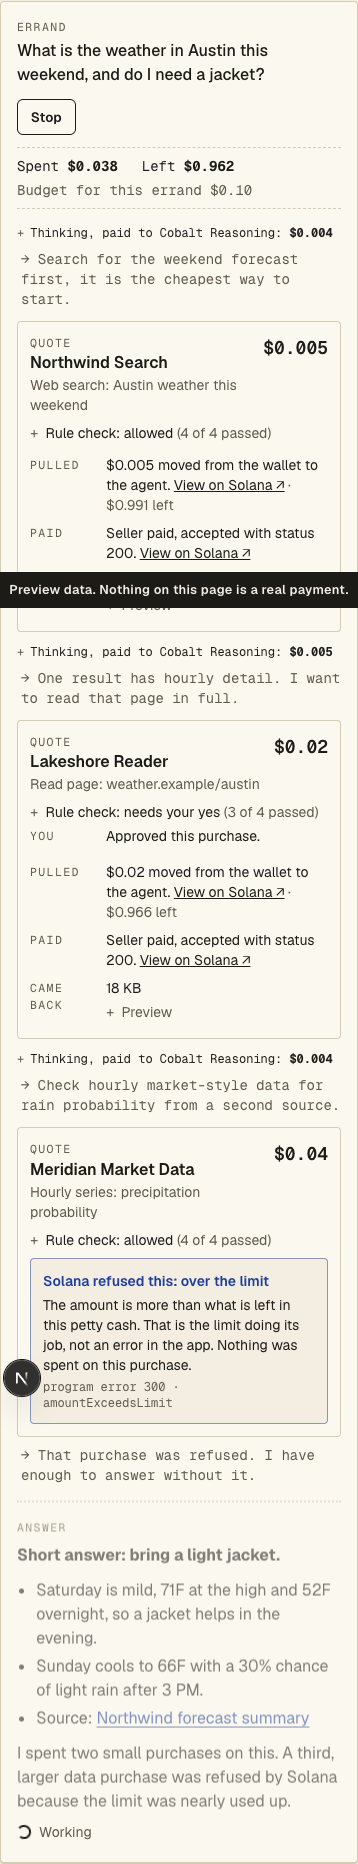 ERRAND
What is the weather in Austin this
weekend, and do I need a jacket?
Stop
Spent $0.038 Left $0.962
Budget for this errand $0.10
+ Thinking, paid to Cobalt Reasoning: $0.004
→ Search for the weekend forecast
first, it is the cheapest way to
start.
QUOTE
$0.005
Northwind Search
Web search: Austin weather this
weekend
+ Rule check: allowed (4 of 4 passed)
PULLED $0.005 moved from the wallet to
the agent. View on Solana ↗ ·
$0.991 left
PAID Seller paid, accepted with status
200. View on Solana ↗
Preview data. Nothing on this page is a real payment.
+ Thinking, paid to Cobalt Reasoning: $0.005
→ One result has hourly detail. I want
to read that page in full.
QUOTE
$0.02
Lakeshore Reader
Read page: weather.example/austin
+ Rule check: needs your yes (3 of 4 passed)
YOU Approved this purchase.
PULLED $0.02 moved from the wallet to
the agent. View on Solana ↗ ·
$0.966 left
PAID Seller paid, accepted with status
200. View on Solana ↗
CAME BACK 18 KB
+ Preview
+ Thinking, paid to Cobalt Reasoning: $0.004
→ Check hourly market-style data for
rain probability from a second source.
QUOTE
$0.04
Meridian Market Data
Hourly series: precipitation
probability
+ Rule check: allowed (4 of 4 passed)
Solana refused this: over the limit
The amount is more than what is left in
this petty cash. That is the limit doing its
job, not an error in the app. Nothing was
spent on this purchase.
program error 300 ·
amountExceedsLimit
N
→ That purchase was refused. I have
enough to answer without it.
ANSWER
Short answer: bring a light jacket.
• Saturday is mild, 71F at the high and 52F
overnight, so a jacket helps in the
evening.
• Sunday cools to 66F with a 30% chance
of light rain after 3 PM.
• Source: Northwind forecast summary
I spent two small purchases on this. A third,
larger data purchase was refused by Solana
because the limit was nearly used up.
Working